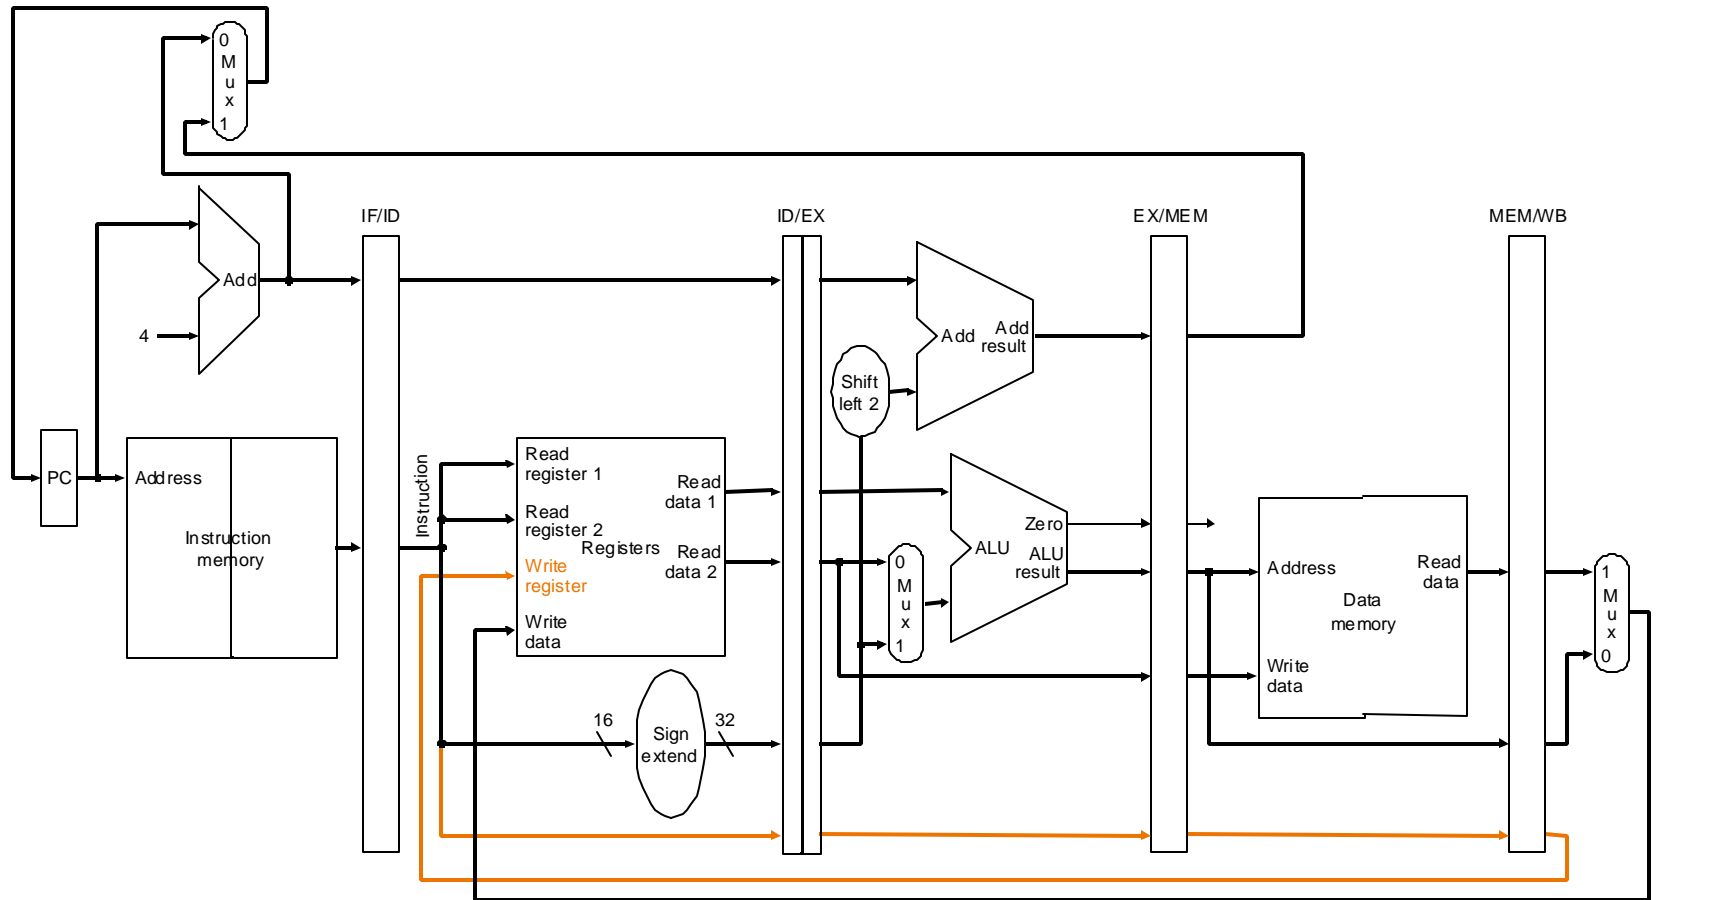 0
M
u
x
1
IF/ID
ID/EX
EX/MEM
MEM/WB
Add
4
Add
Add
result
Shift
left 2
PC
Address
Instruction
memory
Instruction
Read
register 1
Read
register 2
Write
register
Write
data
Registers
Read
data 1
Read
data 2
16
Sign
extend
32
0
M
u
x
1
Zero
ALU
ALU
result
Address
Read
data
Data
memory
Write
data
1
M
u
x
0